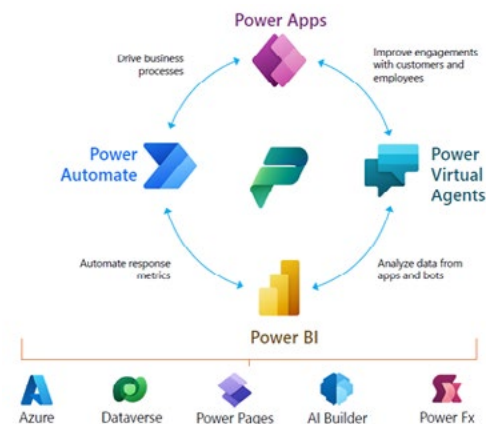 Power Apps
Drive business
processes
Improve engagements
with customers and
employees
Power
Automate
Power
Virtual
Agents
Automate response
metrics
Analyze data from
apps and bots
Power BI
Azure
Dataverse
Power Pages
AI Builder
Power Fx